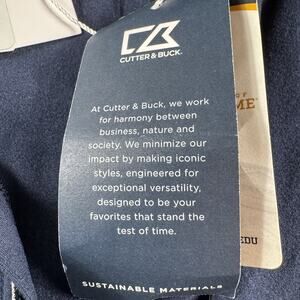 CUTTER & BUCK.
At Cutter & Buck, we work
for harmony between
business, nature and
society. We minimize our
impact by making iconic
styles, engineered for
exceptional versatility,
designed to be your
favorites that stand the
test of time.
SUSTAINABLE MATERIALS